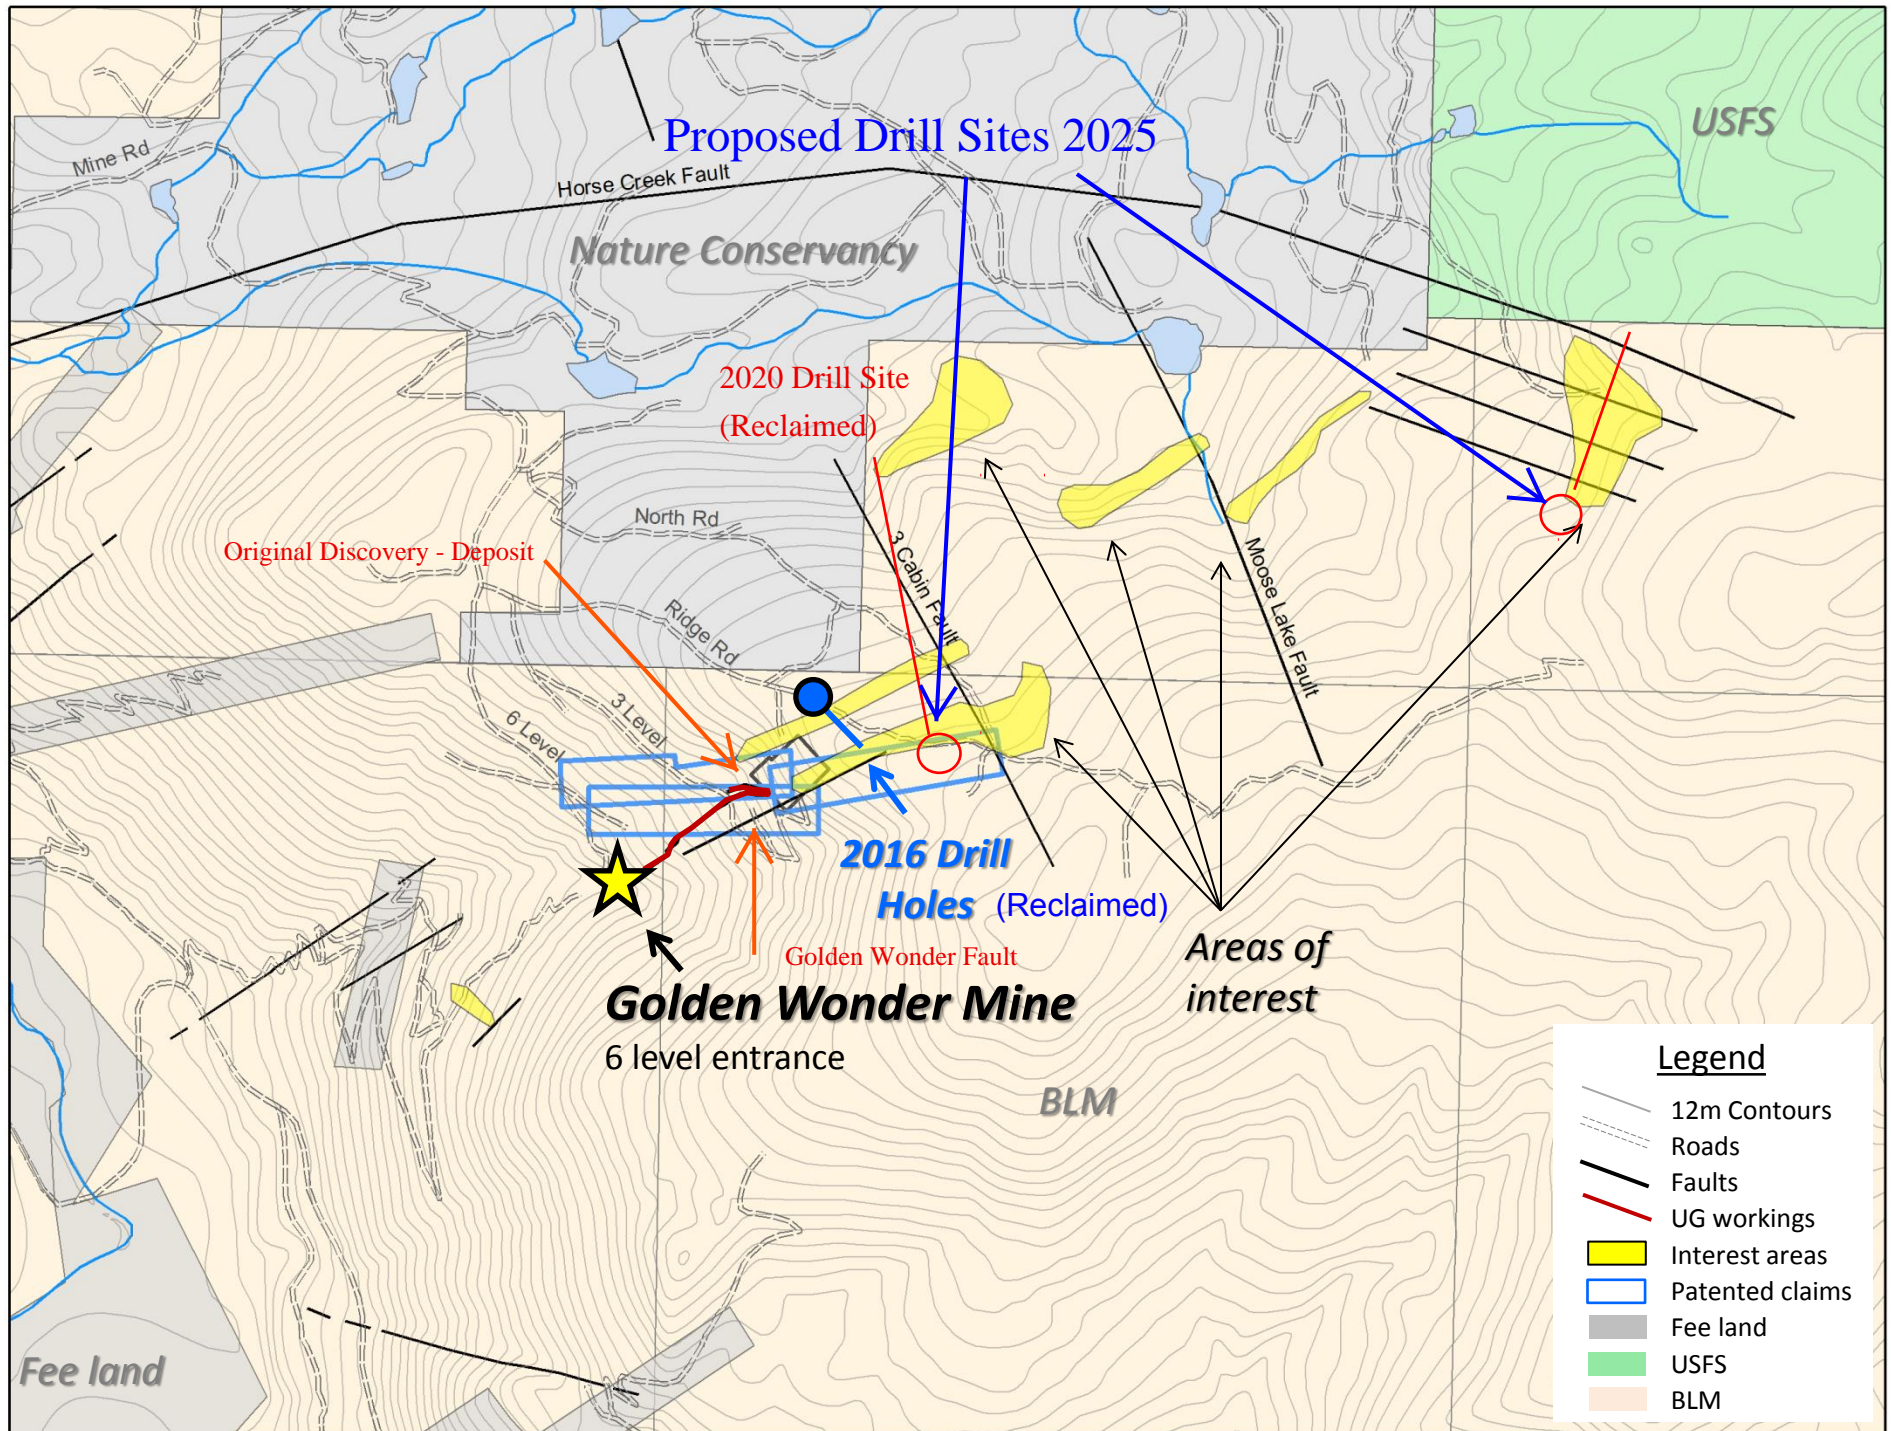 USFS
Proposed Drill Sites 2025
Mine Rd
Horse Creek Fault
Nature Conservancy
2020 Drill Site
(Reclaimed)
North Rd
3 Cabin Fault
Original Discovery - Deposit
Moose Lake Fault
Ridge Rd
3 Level
6 Level
2016 Drill
Holes (Reclaimed)
Golden Wonder Fault
Areas of
interest
Golden Wonder Mine
6 level entrance
BLM
Fee land
Legend
12m Contours
Roads
Faults
UG workings
Interest areas
Patented claims
Fee land
USFS
BLM